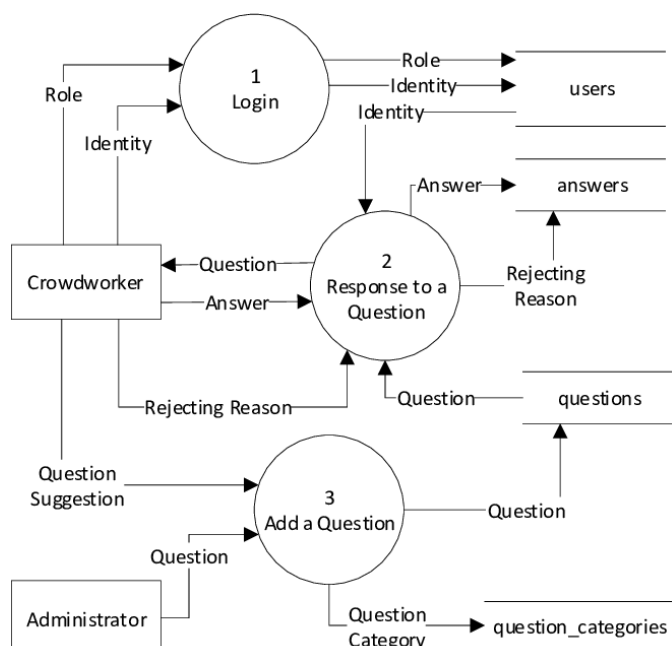 1
Login
Role
Identity
Role
Identity
Identity
users
Answer
answers
Crowdworker
Question
Answer
2
Response to a
Question
Rejecting
Reason
Rejecting Reason
Question
questions
Question
Suggestion
3
Add a Question
Question
Question
Administrator
Question
Category
question_categories